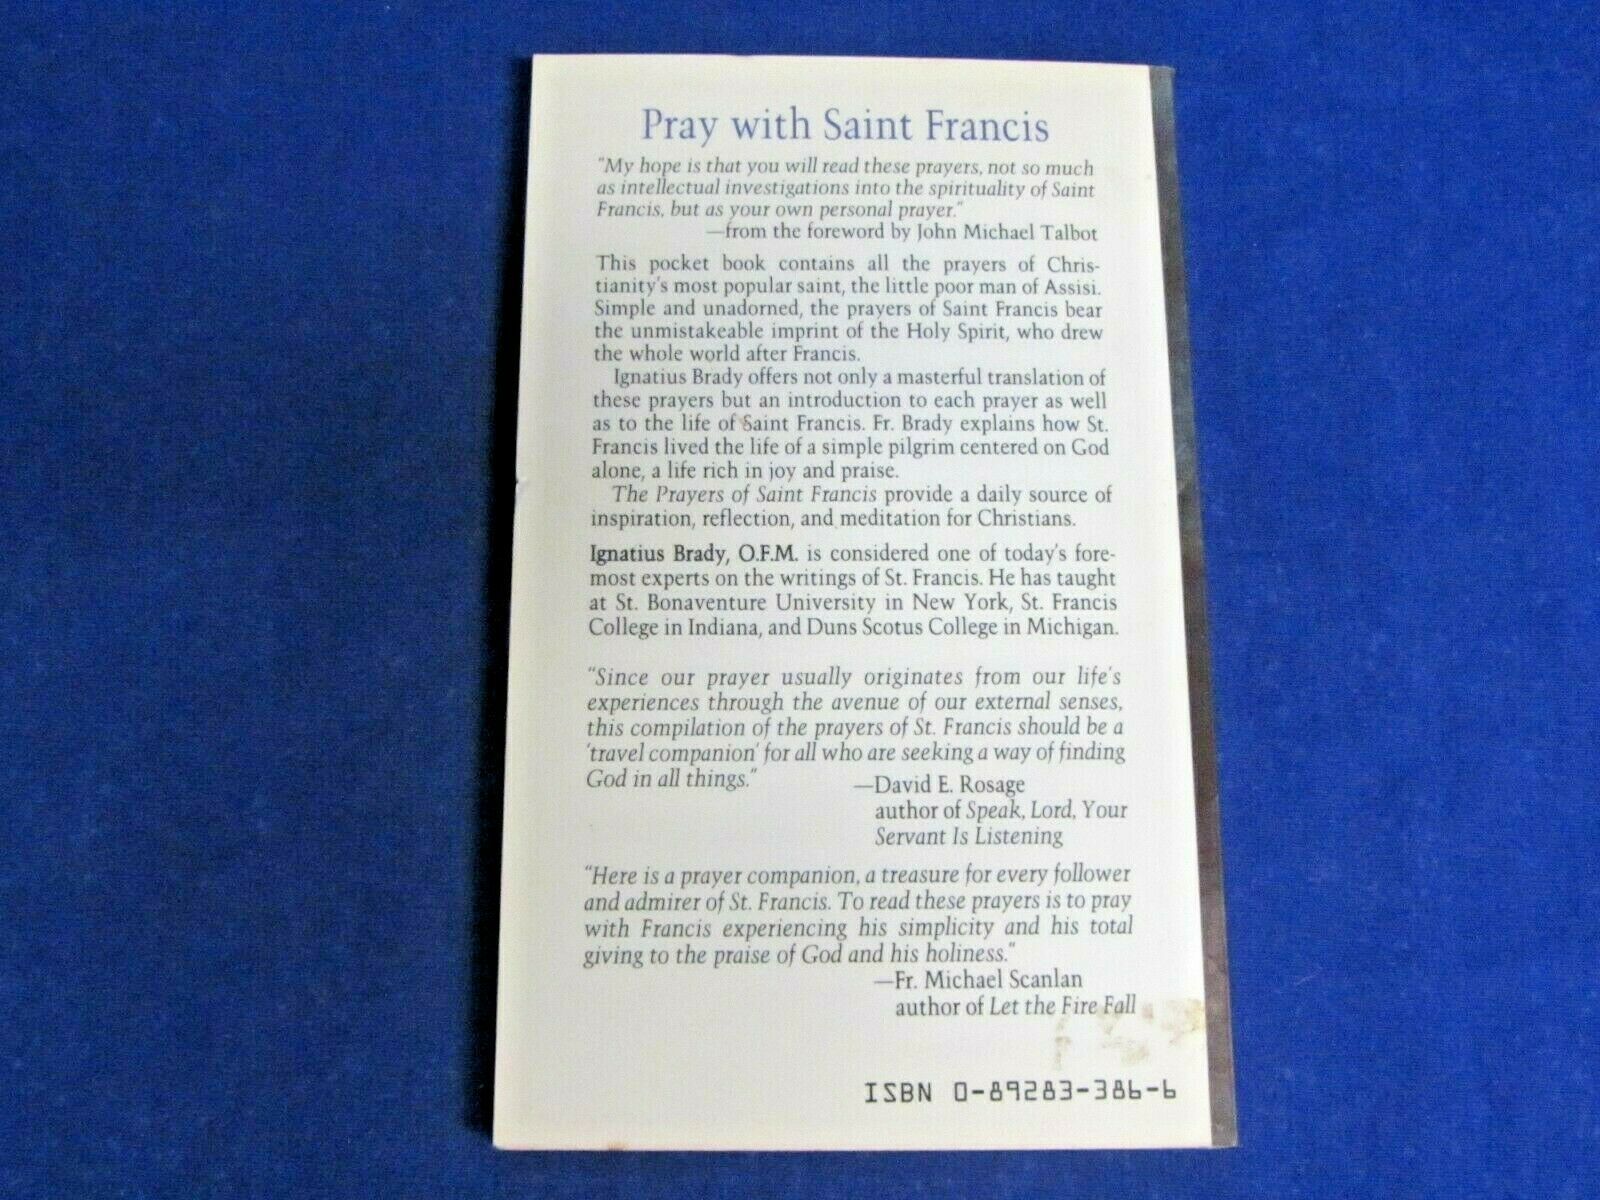 Pray with Saint Francis
"My hope is that you will read these prayers, not so much
as intellectual investigations into the spirituality of Saint
Francis, but as your own personal prayer."
—from the foreword by John Michael Talbot
This pocket book contains all the prayers of Chris-
tianity's most popular saint, the little poor man of Assisi.
Simple and unadorned, the prayers of Saint Francis bear
the unmistakeable imprint of the Holy Spirit, who drew
the whole world after Francis.
Ignatius Brady offers not only a masterful translation of
these prayers but an introduction to each prayer as well
as to the life of Saint Francis. Fr. Brady explains how St.
Francis lived the life of a simple pilgrim centered on God
alone, a life rich in joy and praise.
The Prayers of Saint Francis provide a daily source of
inspiration, reflection, and meditation for Christians.
Ignatius Brady, O.F.M. is considered one of today's fore-
most experts on the writings of St. Francis. He has taught
at St. Bonaventure University in New York, St. Francis
College in Indiana, and Duns Scotus College in Michigan.
"Since our prayer usually originates from our life's
experiences through the avenue of our external senses,
this compilation of the prayers of St. Francis should be a
'travel companion' for all who are seeking a way of finding
God in all things."
—David E. Rosage
author of Speak, Lord, Your
Servant Is Listening
"Here is a prayer companion, a treasure for every follower
and admirer of St. Francis. To read these prayers is to pray
with Francis experiencing his simplicity and his total
giving to the praise of God and his holiness."
—Fr. Michael Scanlan
author of Let the Fire Fall
ISBN 0-89283-386-6